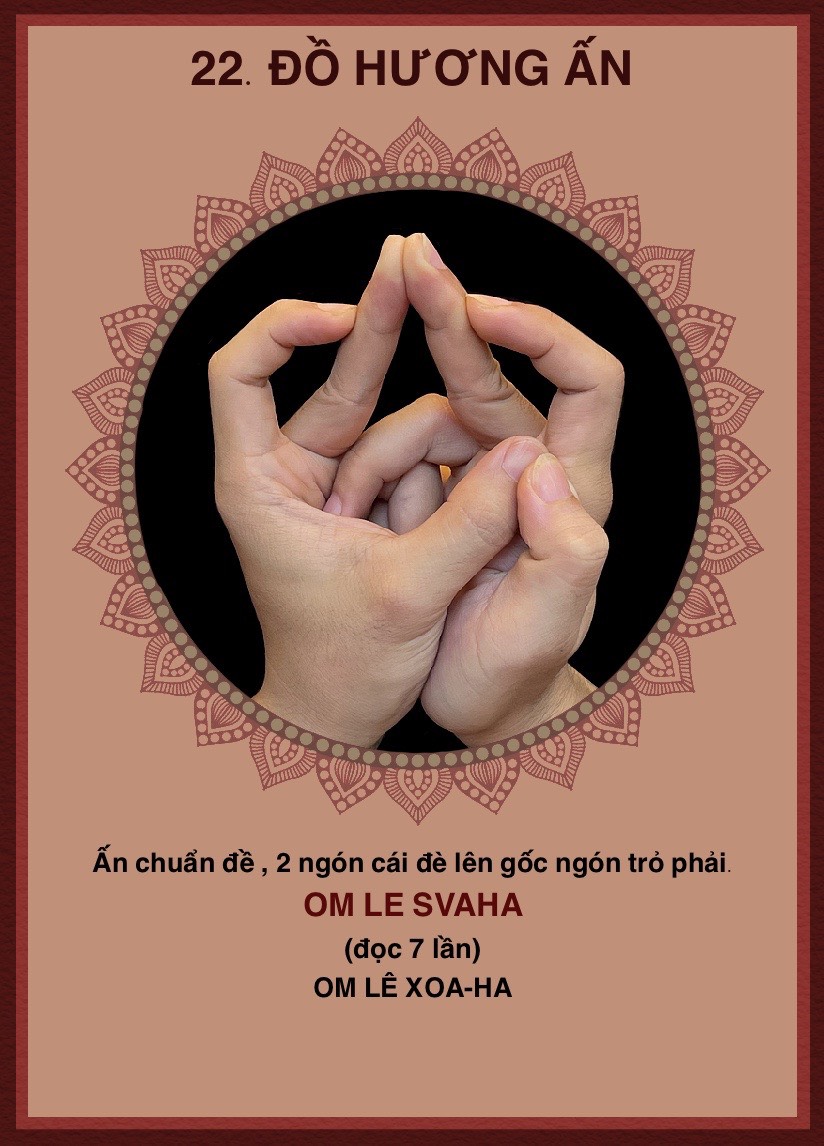 22. ĐỒ HƯƠNG ẤN
Ấn chuẩn đề , 2 ngón cái đè lên gốc ngón trỏ phải.
OM LE SVAHA
(đọc 7 lần)
OM LÊ XOA-HA